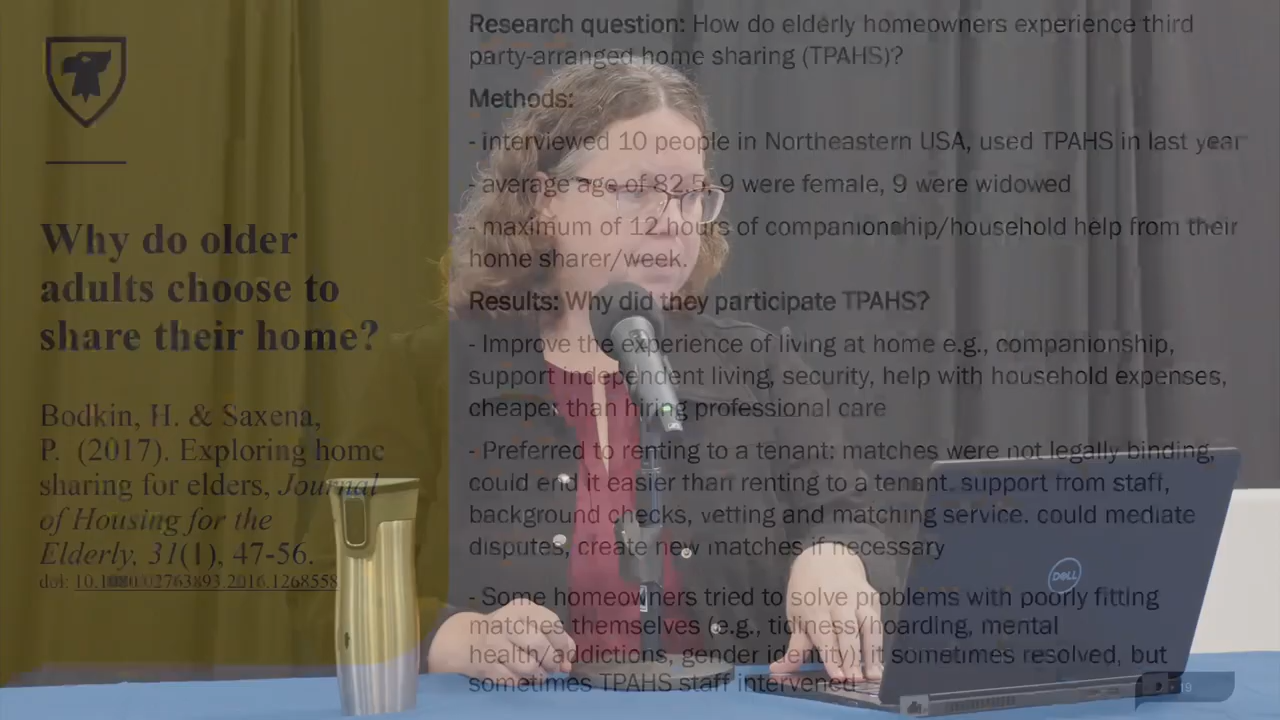 Why do older
adults choose to
share their home?
Bodkin, H. & Saxena,
P. (2017). Exploring home
sharing for elders, Journal
of Housing for the
Elderly, 31(1), 47-56.
doi: 02763893.2016.1268558
Research question: How do elderly homeowners experience third
party-arranged home sharing (TPAHS)?
Methods:
- interviewed 10 people in Northeastern USA, used TPAHS in last year
- average age of 82.5, 9 were female, 9 were widowed
- maximum of 12 hours of companionship/household help from their
home sharer/week.
Results: Why did they participate TPAHS?
- Improve the experience of living at home e.g., companionship,
support independent living, security, help with household expenses,
cheaper than hiring professional care
- Preferred to renting to a tenant: matches were not legally binding,
could end it easier than renting to a tenant. support from staff,
background checks, vetting and matching service. could mediate
disputes, create new matches if necessary
- Some homeowners tried to solve problems with poorly fitting
matches themselves (e.g., tidiness/hoarding, mental
health/addictions, gender identity); it sometimes resolved, but
sometimes TPAHS staff intervened
DELL
19